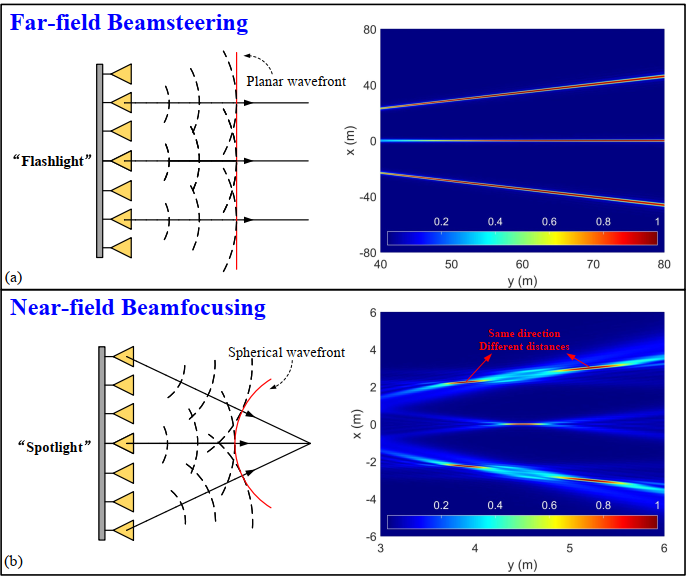 Far-field Beamsteering
Planar wavefront
“Flashlight”
(a)
80
40
0
-40
-80
x (m)
0.2 0.4 0.6 0.8 1
40 50 60 70 80
y (m)
Near-field Beamfocusing
Spherical wavefront
“Spotlight”
(b)
6
4
2
0
-2
-4
-6
x (m)
Same direction
Different distances
0.2 0.4 0.6 0.8 1
3 4 5 6
y (m)